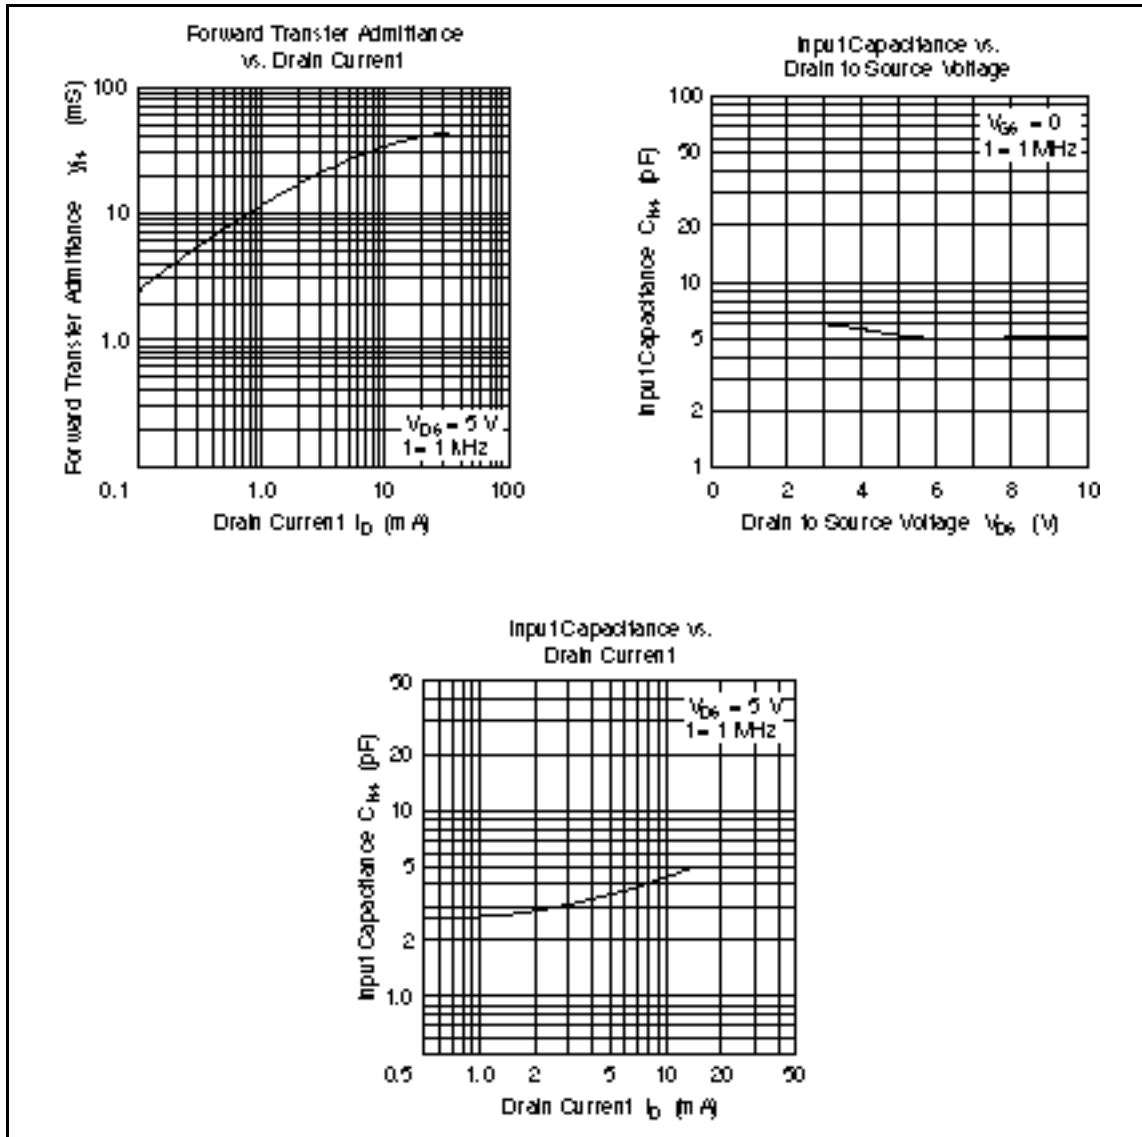 Forward Transfer Admittance
vs. Drain Current
Forward Transfer Admittance yfs (mS)
100
10
1.0
VDS = 5 V
f = 1 MHz
0.1 1.0 10 100
Drain Current ID (mA)
Input Capacitance vs.
Drain to Source Voltage
Input Capacitance Ciss (pF)
100
50
20
10
5
2
1
VGS = 0
f = 1 MHz
0 2 4 6 8 10
Drain to Source Voltage VDS (V)
Input Capacitance vs.
Drain Current
Input Capacitance Ciss (pF)
50
20
10
5
2
1.0
VDS = 5 V
f = 1 MHz
0.5 1.0 2 5 10 20 50
Drain Current ID (mA)